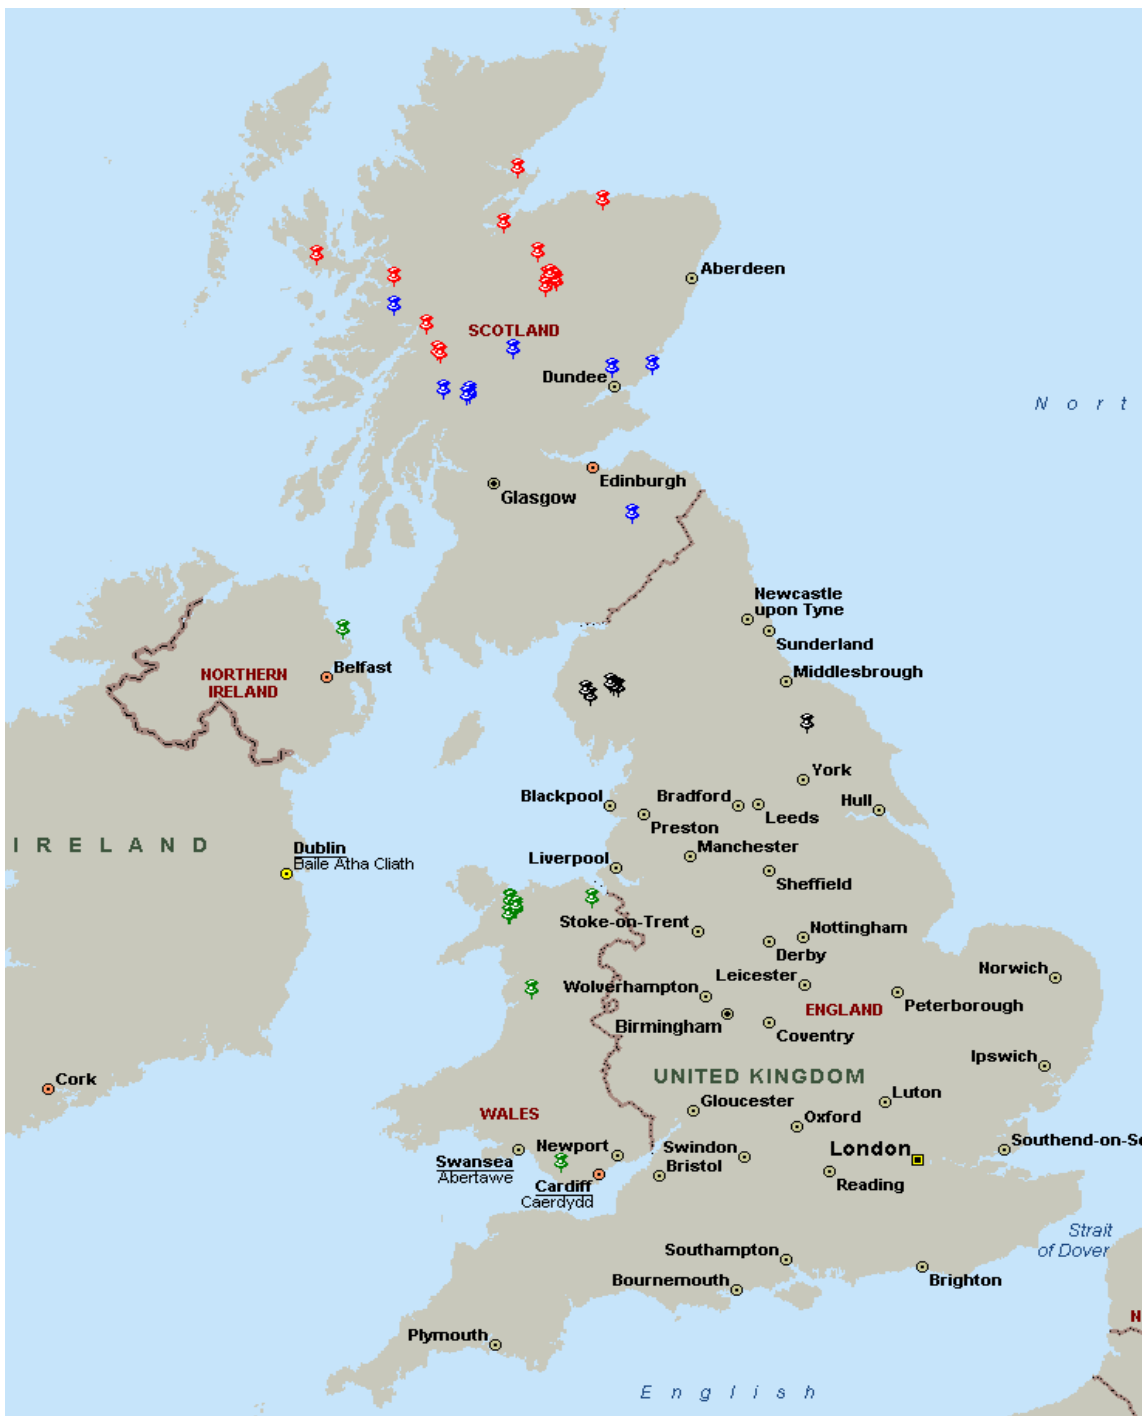 Aberdeen
SCOTLAND
Dundee
N o r t
Edinburgh
Glasgow
Newcastle
upon Tyne
Sunderland
Belfast
NORTHERN
IRELAND
Middlesbrough
York
Blackpool
Bradford
Hull
Leeds
Preston
IRELAND
Dublin
Baile Atha Cliath
Manchester
Liverpool
Sheffield
Stoke-on-Trent
Nottingham
Derby
Norwich
Leicester
Wolverhampton
Peterborough
ENGLAND
Birmingham
Coventry
Ipswich
Cork
UNITED KINGDOM
Luton
Gloucester
WALES
Oxford
Newport
Swindon
London
Southend-on-Se
Swansea
Abertawe
Bristol
Cardiff
Caerdydd
Reading
Strait
of Dover
Southampton
Bournemouth
Brighton
N
Plymouth
E n g l i s h